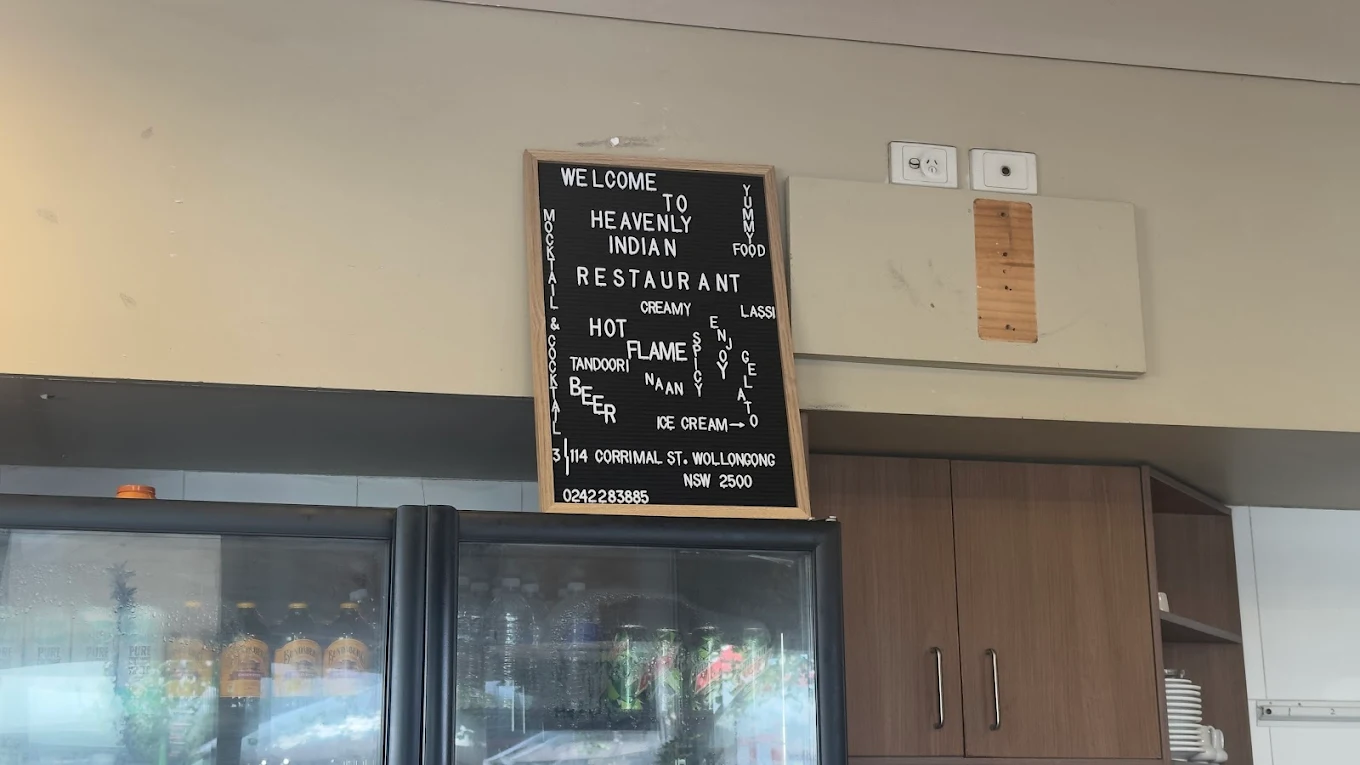 WELCOME
TO
HEAVENLY
INDIAN
RESTAURANT
YUMMY
FOOD
MOCKTAIL & COCKTAIL
CREAMY LASSI
HOT
FLAME
TANDOORI
SPICY
ENJOY
GELATO
NAAN
BEER
ICE CREAM→
3/114 CORRIMAL ST. WOLLONGONG
NSW 2500
0242283885
PURE